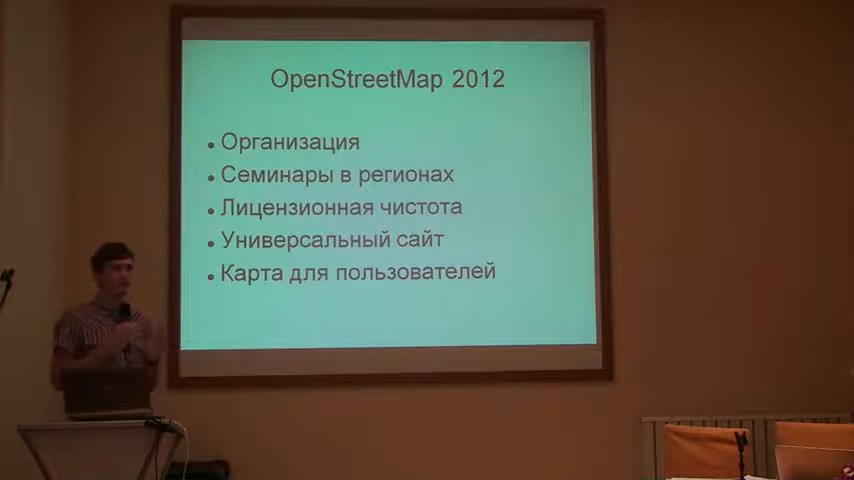 OpenStreetMap 2012
• Организация
• Семинары в регионах
• Лицензионная чистота
• Универсальный сайт
• Карта для пользователей